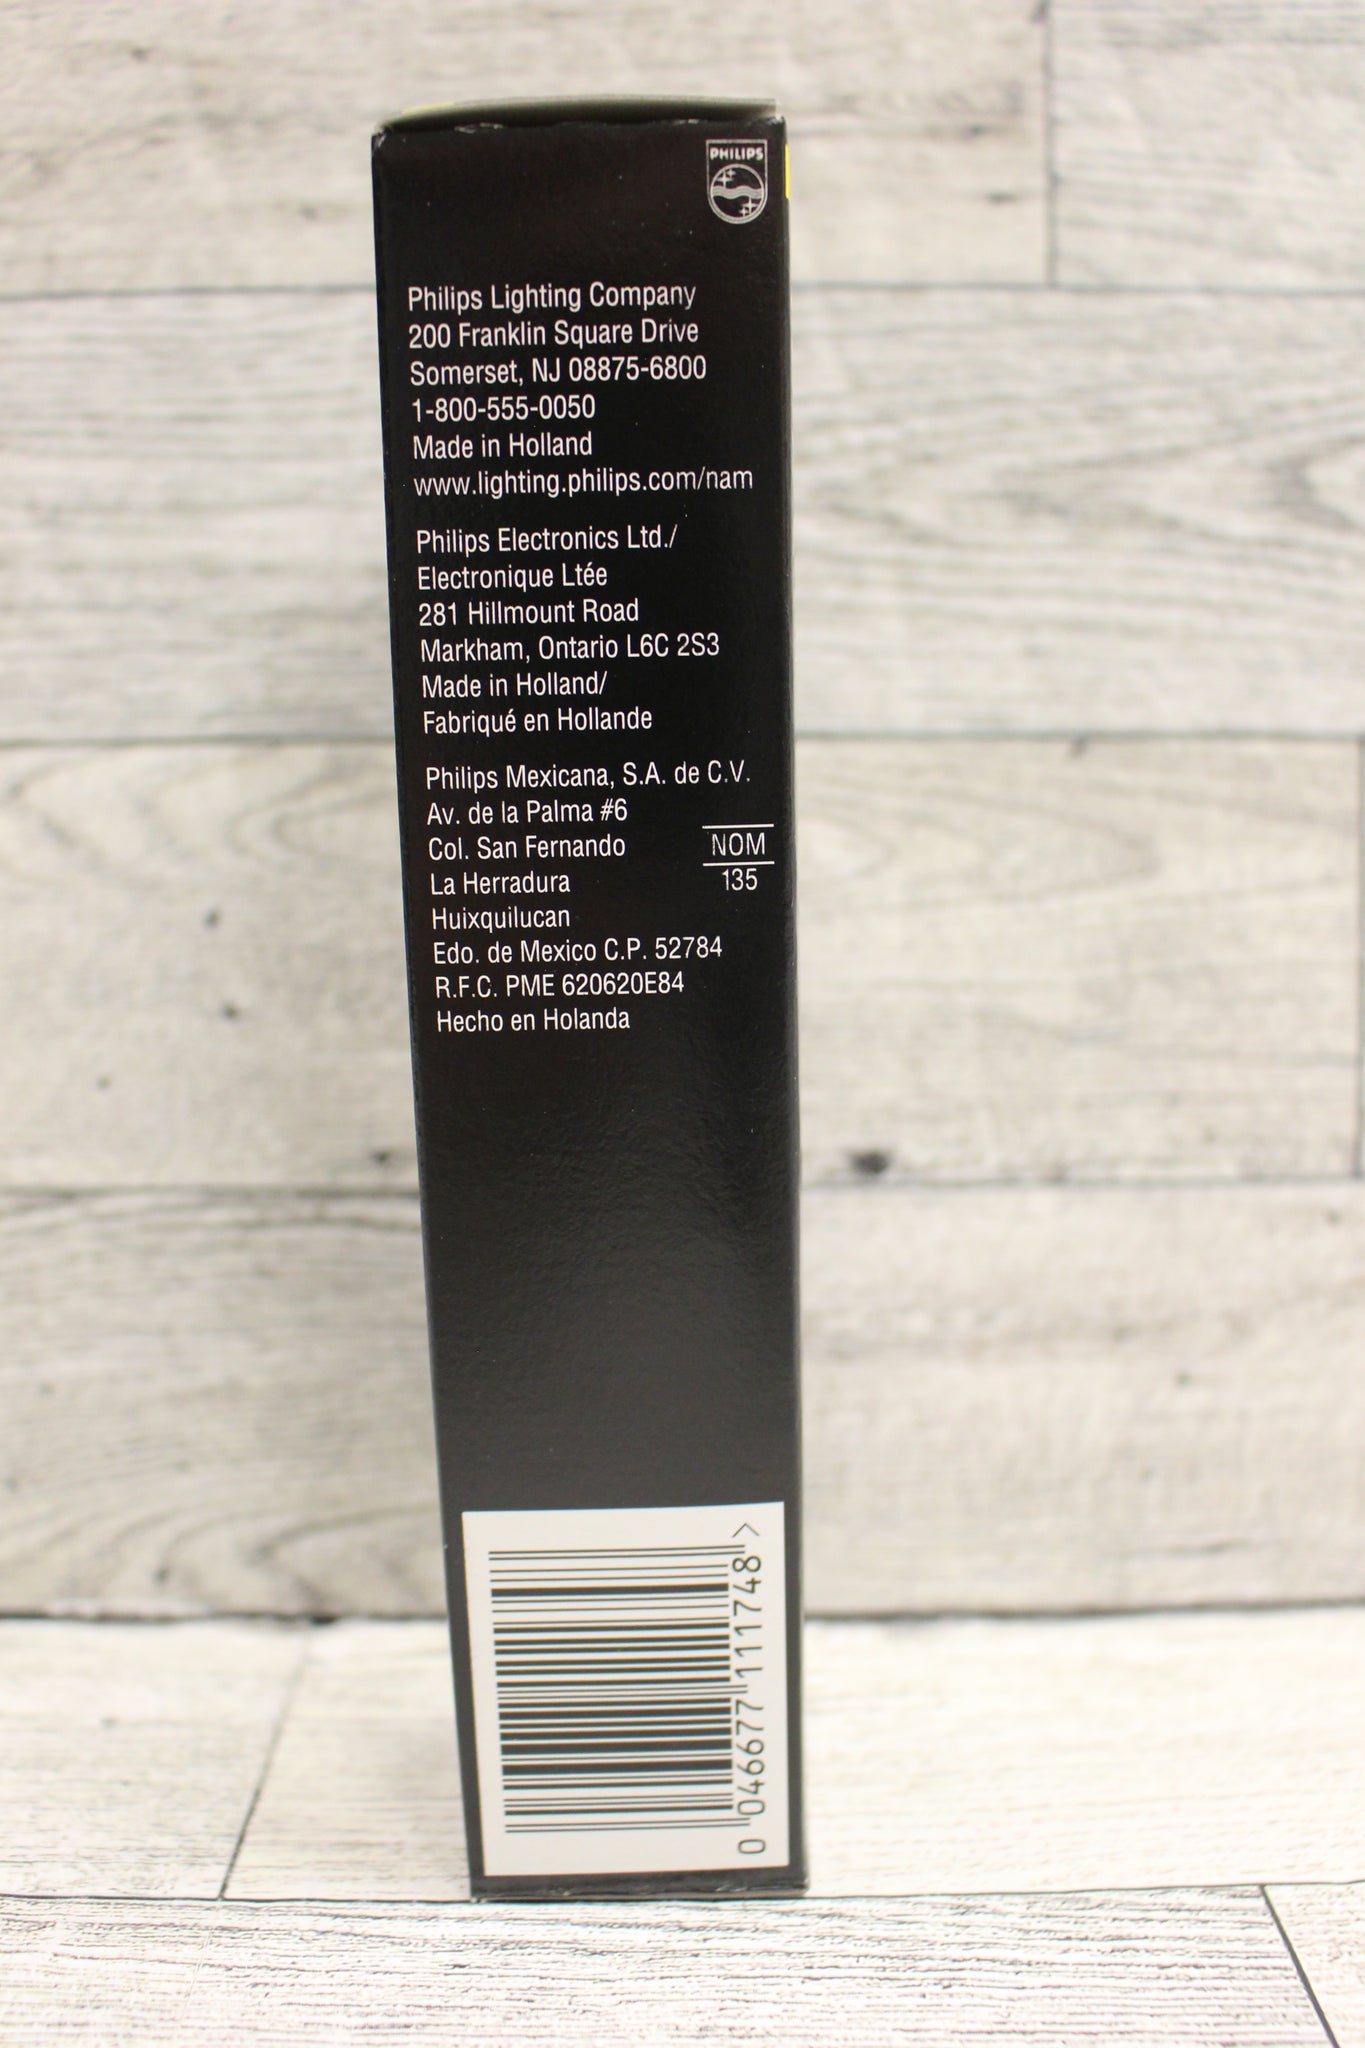 PHILIPS
Philips Lighting Company
200 Franklin Square Drive
Somerset, NJ 08875-6800
1-800-555-0050
Made in Holland
www.lighting.philips.com/nam
Philips Electronics Ltd./
Electronique Ltée
281 Hillmount Road
Markham, Ontario L6C 2S3
Made in Holland/
Fabriqué en Hollande
Philips Mexicana, S.A. de C.V.
Av. de la Palma #6
Col. San Fernando
La Herradura
Huixquilucan
Edo. de Mexico C.P. 52784
R.F.C. PME 620620E84
Hecho en Holanda
NOM
135
0 046677 111748 >